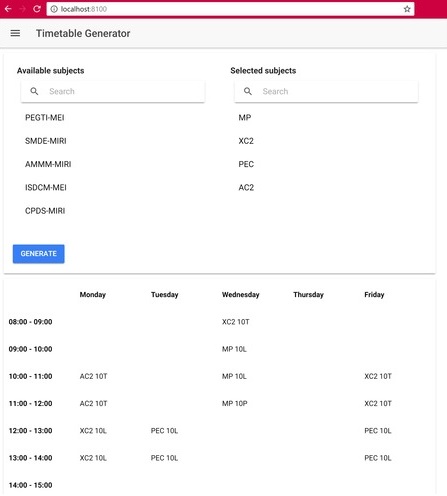 localhost:8100
Timetable Generator
Available subjects Selected subjects
Search Search
PEGTI-MEI MP
SMDE-MIRI XC2
AMMM-MIRI PEC
ISDCM-MEI AC2
CPDS-MIRI
GENERATE
Monday Tuesday Wednesday Thursday Friday
08:00 - 09:00 XC2 10T
09:00 - 10:00 MP 10L
10:00 - 11:00 AC2 10T MP 10L XC2 10T
11:00 - 12:00 AC2 10T MP 10P XC2 10T
12:00 - 13:00 XC2 10L PEC 10L PEC 10L
13:00 - 14:00 XC2 10L PEC 10L PEC 10L
14:00 - 15:00